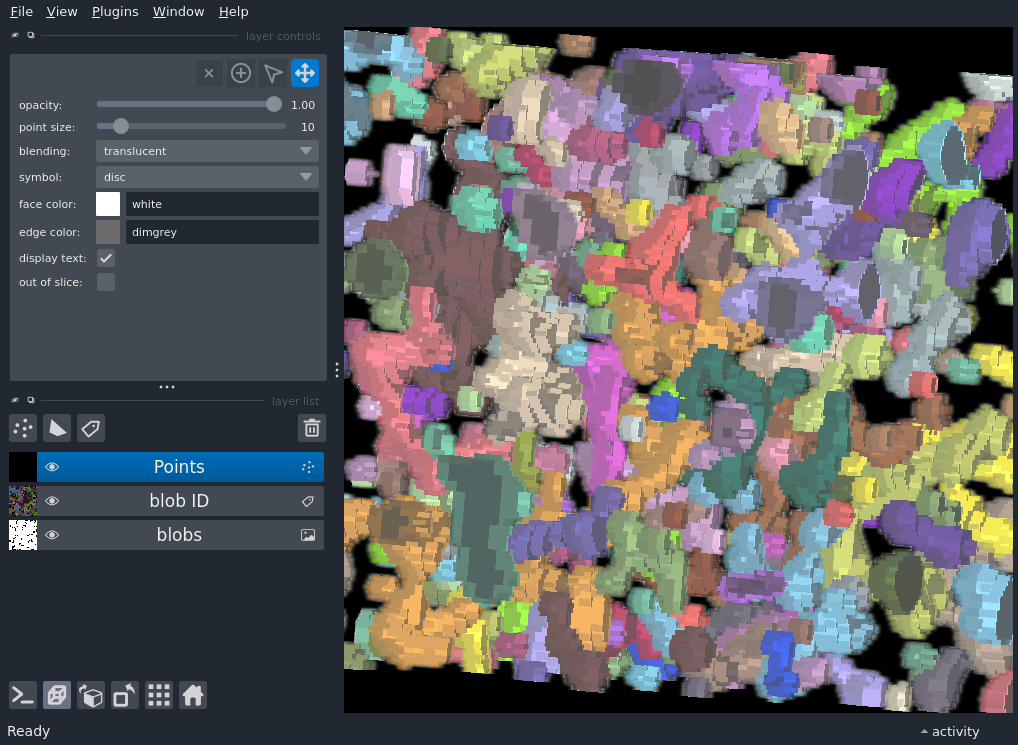 File View Plugins Window Help
layer controls
opacity: 1.00
point size: 10
blending: translucent
symbol: disc
face color: white
edge color: dimgrey
display text:
out of slice:
layer list
Points
blob ID
blobs
Ready activity